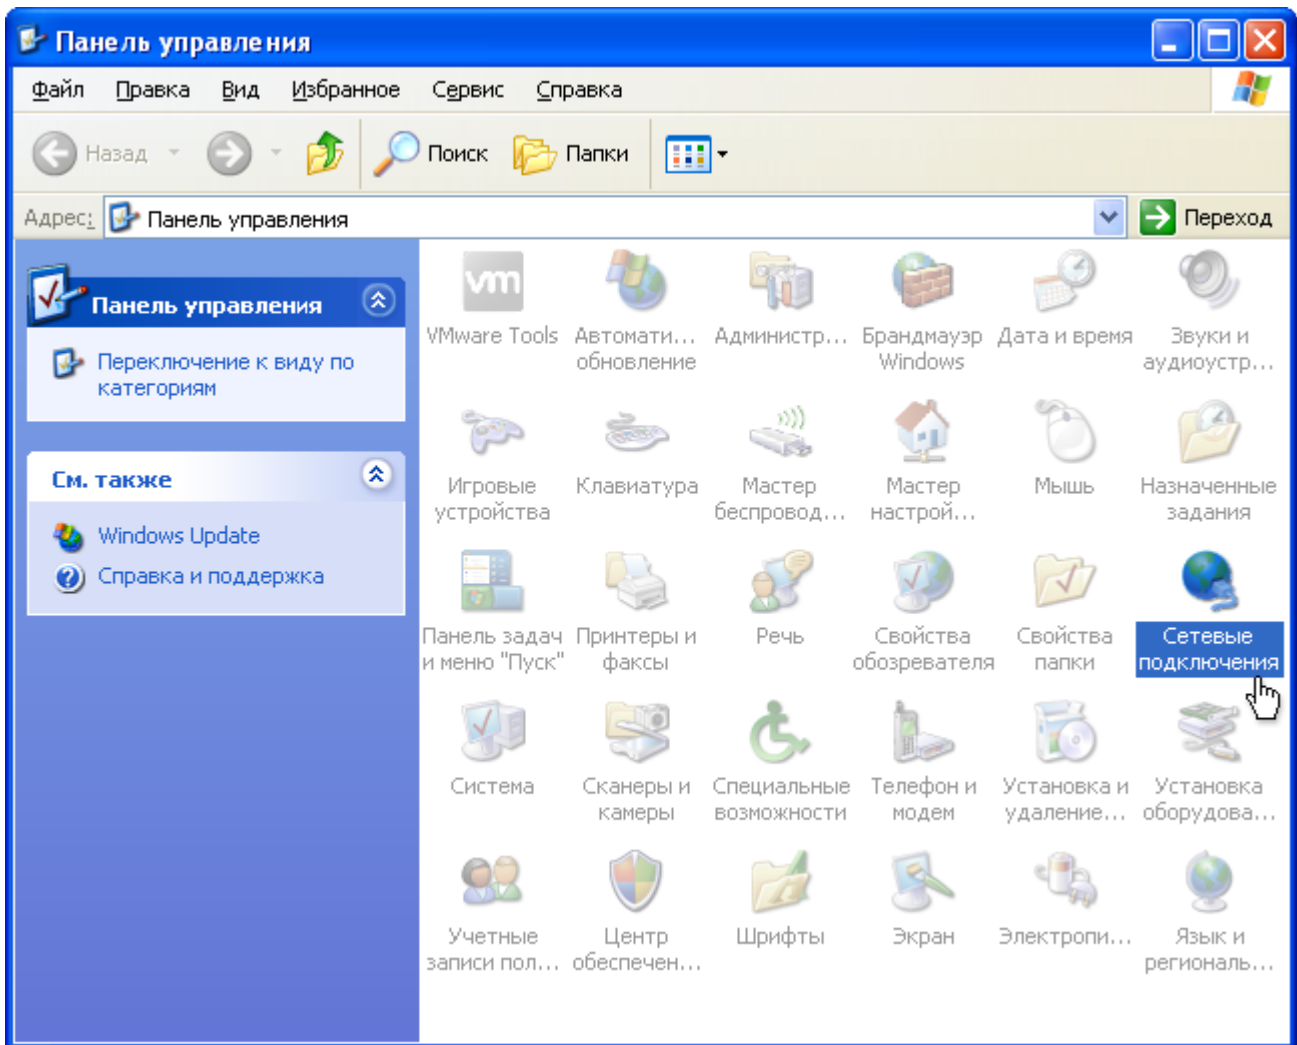 Панель управления
Файл Правка Вид Избранное Сервис Справка
Назад Поиск Папки
Адрес: Панель управления Переход
Панель управления
Переключение к виду по
категориям
См. также
Windows Update
Справка и поддержка
vm
VMware Tools
Автомати...
обновление
Администр...
Брандмауэр
Windows
Дата и время
Звуки и
аудиоустр...
Игровые
устройства
Клавиатура
Мастер
беспровод...
Мастер
настрой...
Мышь
Назначенные
задания
Панель задач
и меню "Пуск"
Принтеры и
факсы
Речь
Свойства
обозревателя
Свойства
папки
Сетевые
подключения
Система
Сканеры и
камеры
Специальные
возможности
Телефон и
модем
Установка и
удаление...
Установка
оборудова...
Учетные
записи пол...
Центр
обеспечен...
Шрифты
Экран
Электропи...
Язык и
региональ...